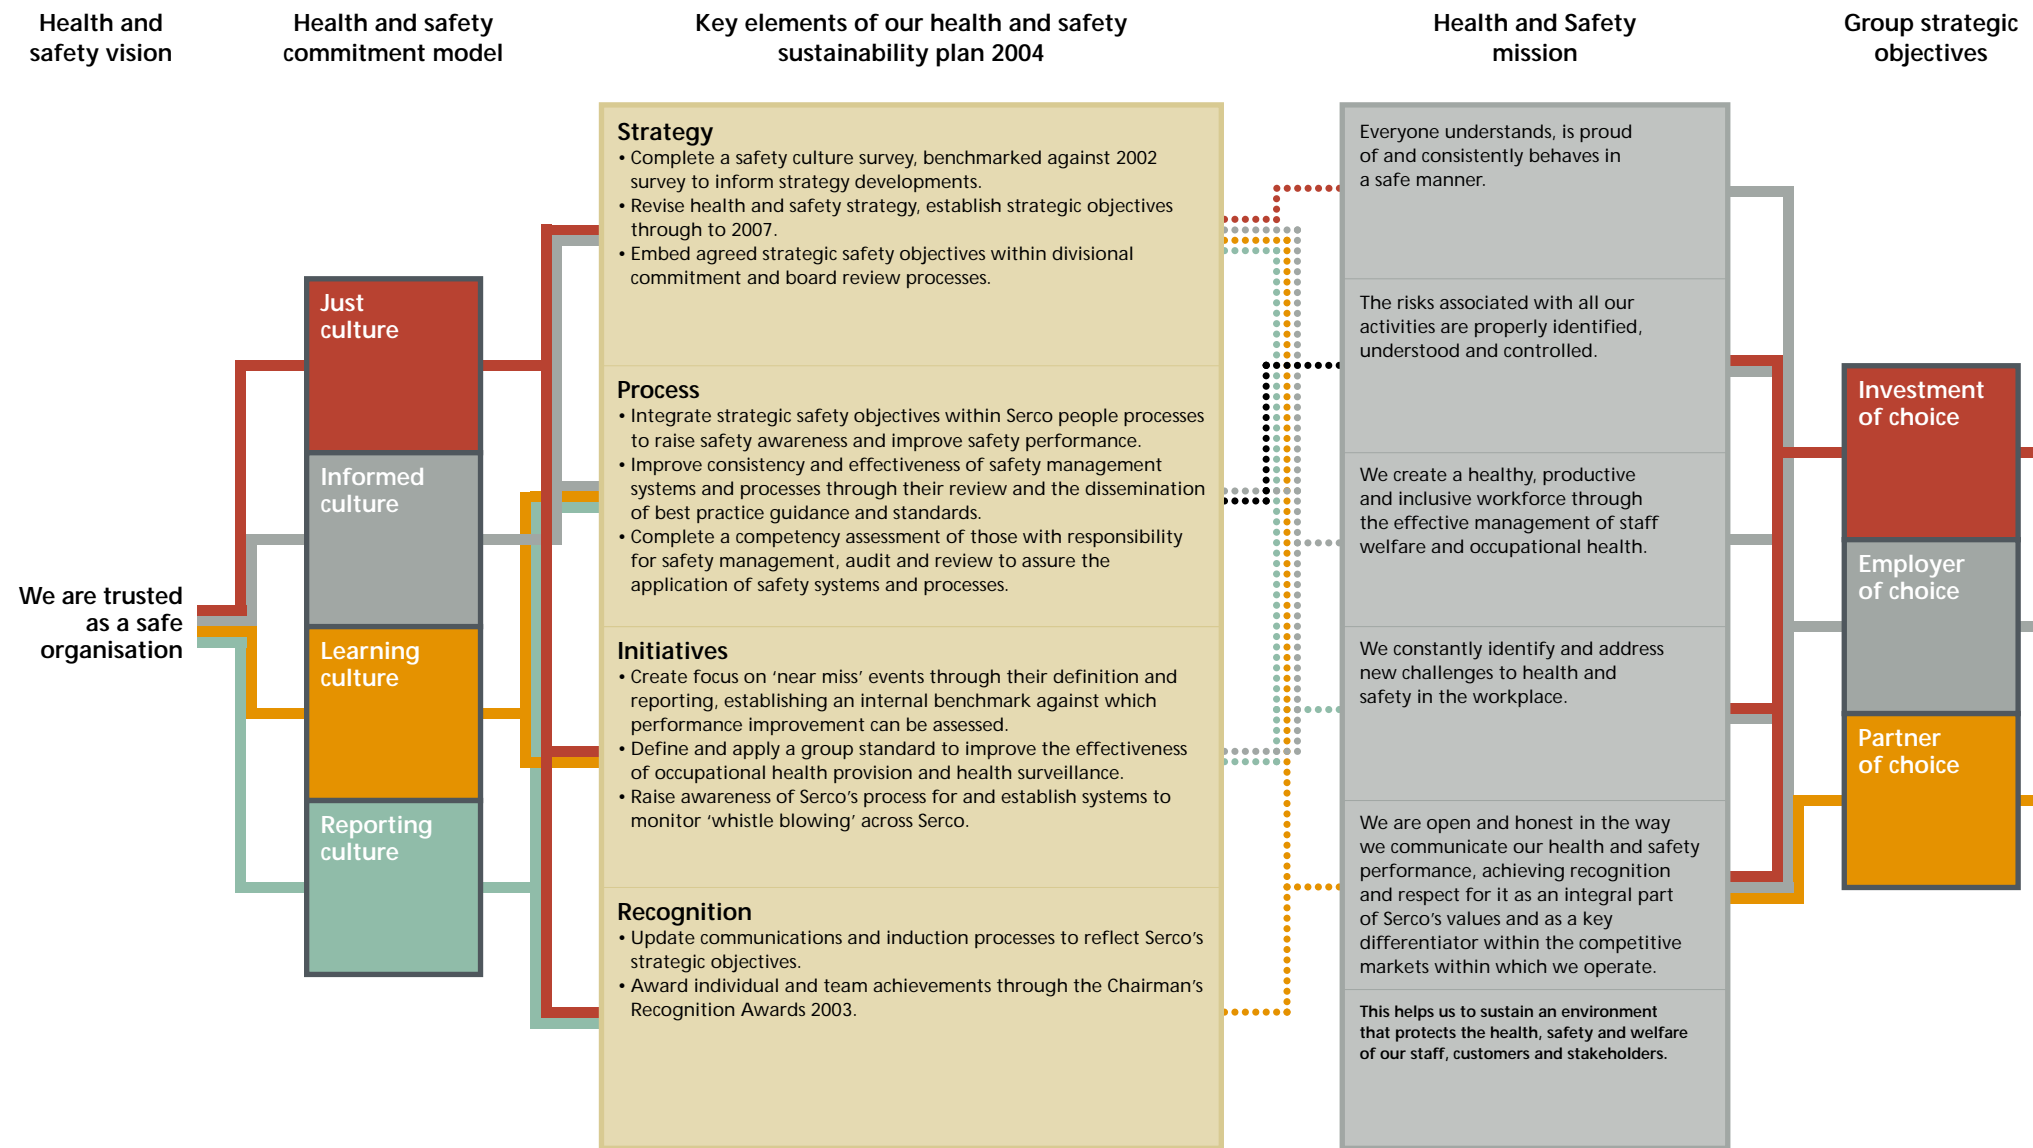 Health and
safety vision
Health and safety
commitment model
Key elements of our health and safety
sustainability plan 2004
Health and Safety
mission
Group strategic
objectives
We are trusted
as a safe
organisation
Just
culture
Informed
culture
Learning
culture
Reporting
culture
Strategy
• Complete a safety culture survey, benchmarked against 2002
survey to inform strategy developments.
• Revise health and safety strategy, establish strategic objectives
through to 2007.
• Embed agreed strategic safety objectives within divisional
commitment and board review processes.
Process
• Integrate strategic safety objectives within Serco people processes
to raise safety awareness and improve safety performance.
• Improve consistency and effectiveness of safety management
systems and processes through their review and the dissemination
of best practice guidance and standards.
• Complete a competency assessment of those with responsibility
for safety management, audit and review to assure the
application of safety systems and processes.
Initiatives
• Create focus on ‘near miss’ events through their definition and
reporting, establishing an internal benchmark against which
performance improvement can be assessed.
• Define and apply a group standard to improve the effectiveness
of occupational health provision and health surveillance.
• Raise awareness of Serco’s process for and establish systems to
monitor ‘whistle blowing’ across Serco.
Recognition
• Update communications and induction processes to reflect Serco’s
strategic objectives.
• Award individual and team achievements through the Chairman’s
Recognition Awards 2003.
Everyone understands, is proud
of and consistently behaves in
a safe manner.
The risks associated with all our
activities are properly identified,
understood and controlled.
We create a healthy, productive
and inclusive workforce through
the effective management of staff
welfare and occupational health.
We constantly identify and address
new challenges to health and
safety in the workplace.
We are open and honest in the way
we communicate our health and safety
performance, achieving recognition
and respect for it as an integral part
of Serco’s values and as a key
differentiator within the competitive
markets within which we operate.
This helps us to sustain an environment
that protects the health, safety and welfare
of our staff, customers and stakeholders.
Investment
of choice
Employer
of choice
Partner
of choice